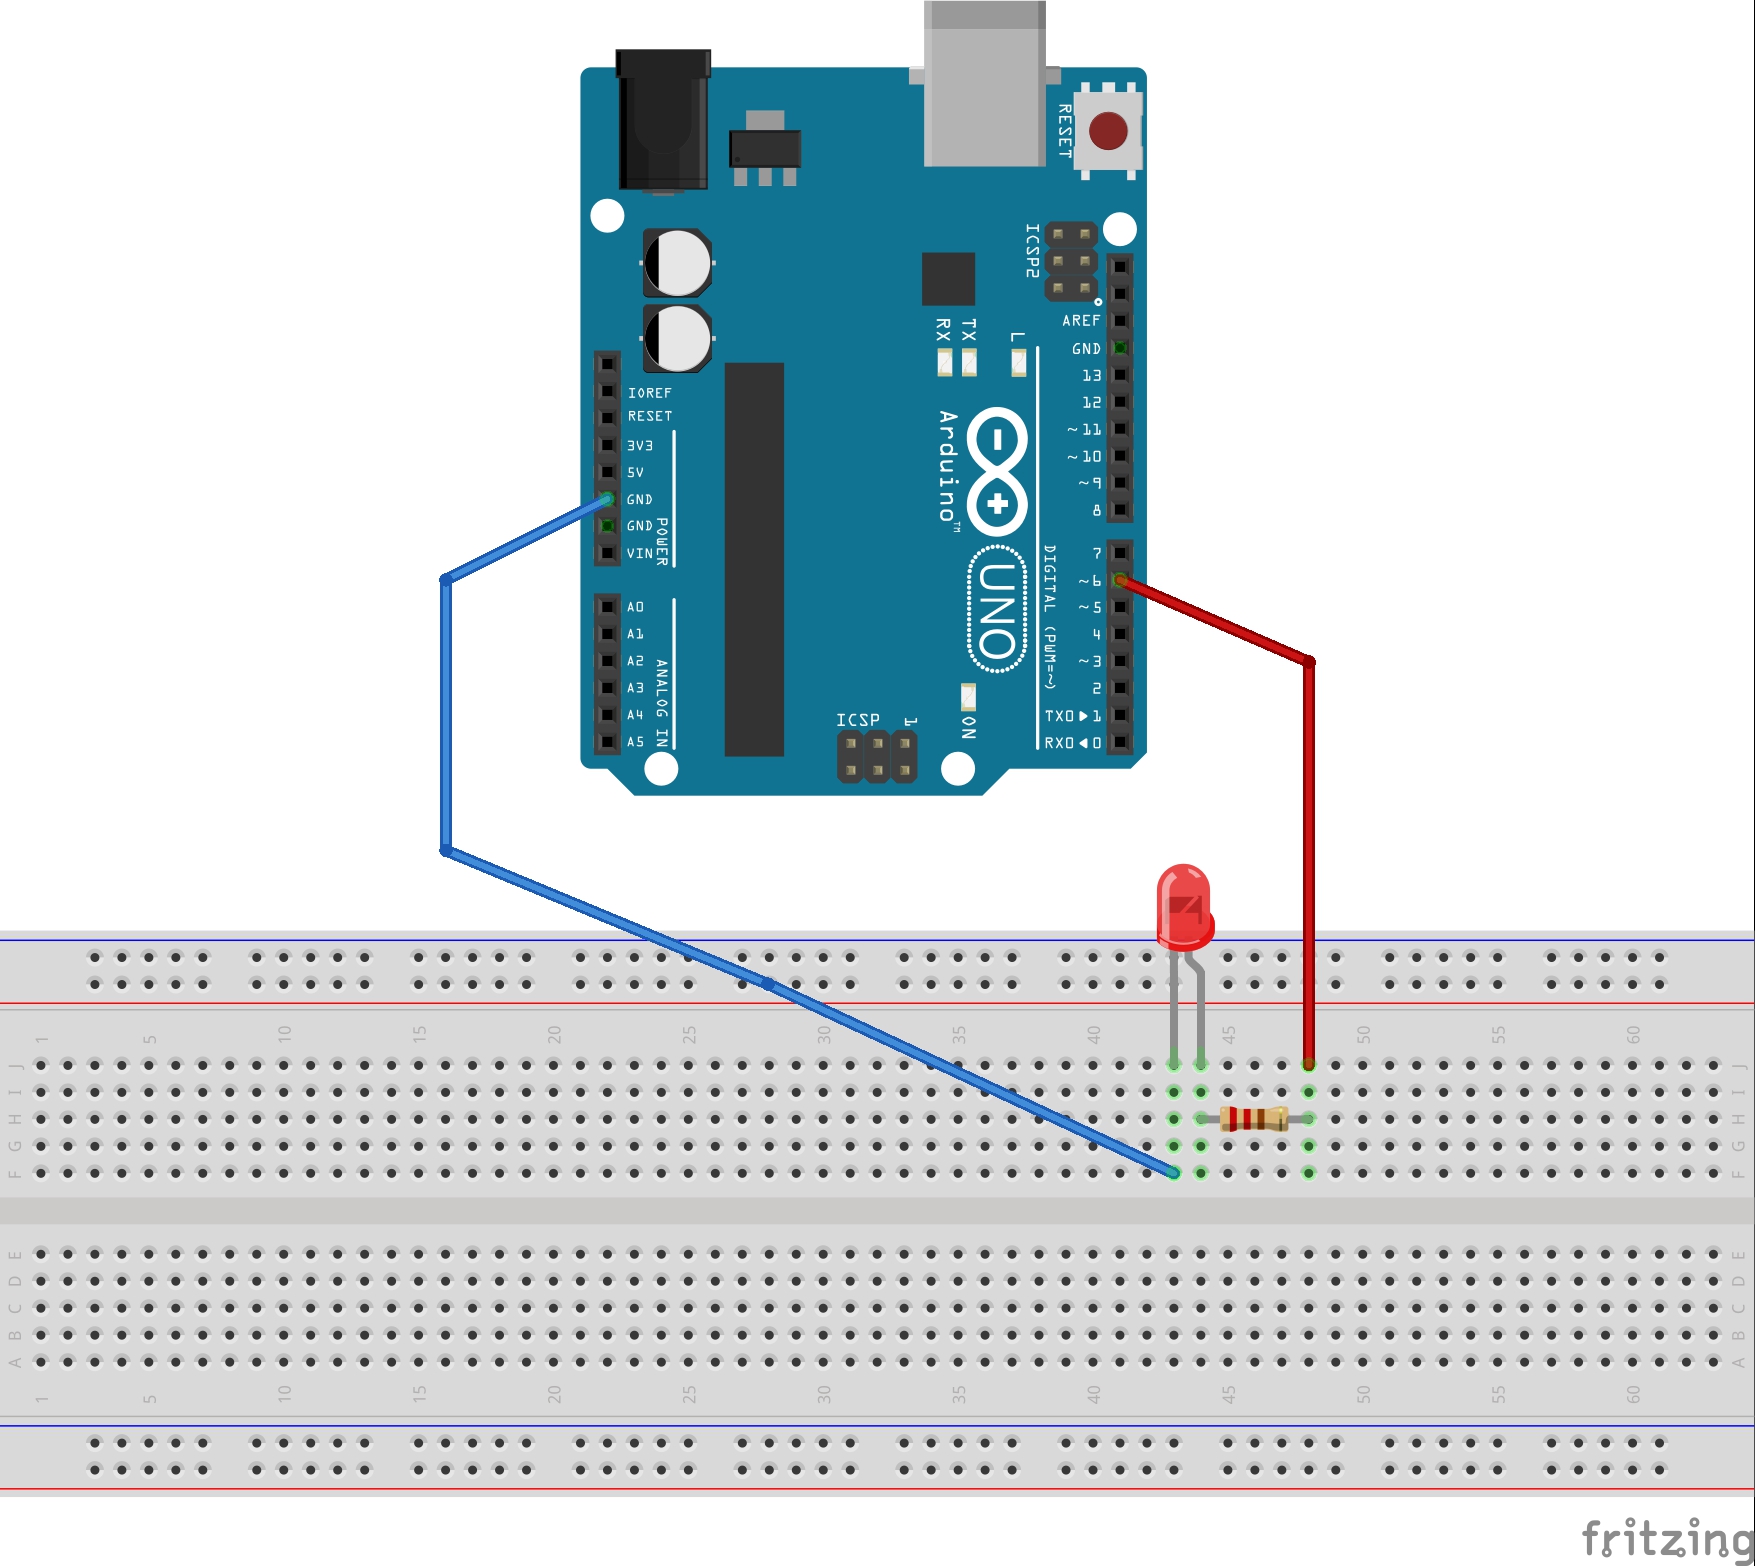 RESET
ICSP2
RX TX L
AREF
GND
13
12
~11
~10
~9
8
7
~6
~5
4
~3
2
TX0▶1
RX0◀0
DIGITAL (PWM=~)
Arduino™
UNO
ON
ICSP 1
IOREF
RESET
3V3
5V
GND
GND
VIN
POWER
A0
A1
A2
A3
A4
A5
ANALOG IN
1 5 10 15 20 25 30 35 40 45 50 55 60
J J
I I
H H
G G
F F
E E
D D
C C
B B
A A
1 5 10 15 20 25 30 35 40 45 50 55 60
fritzing